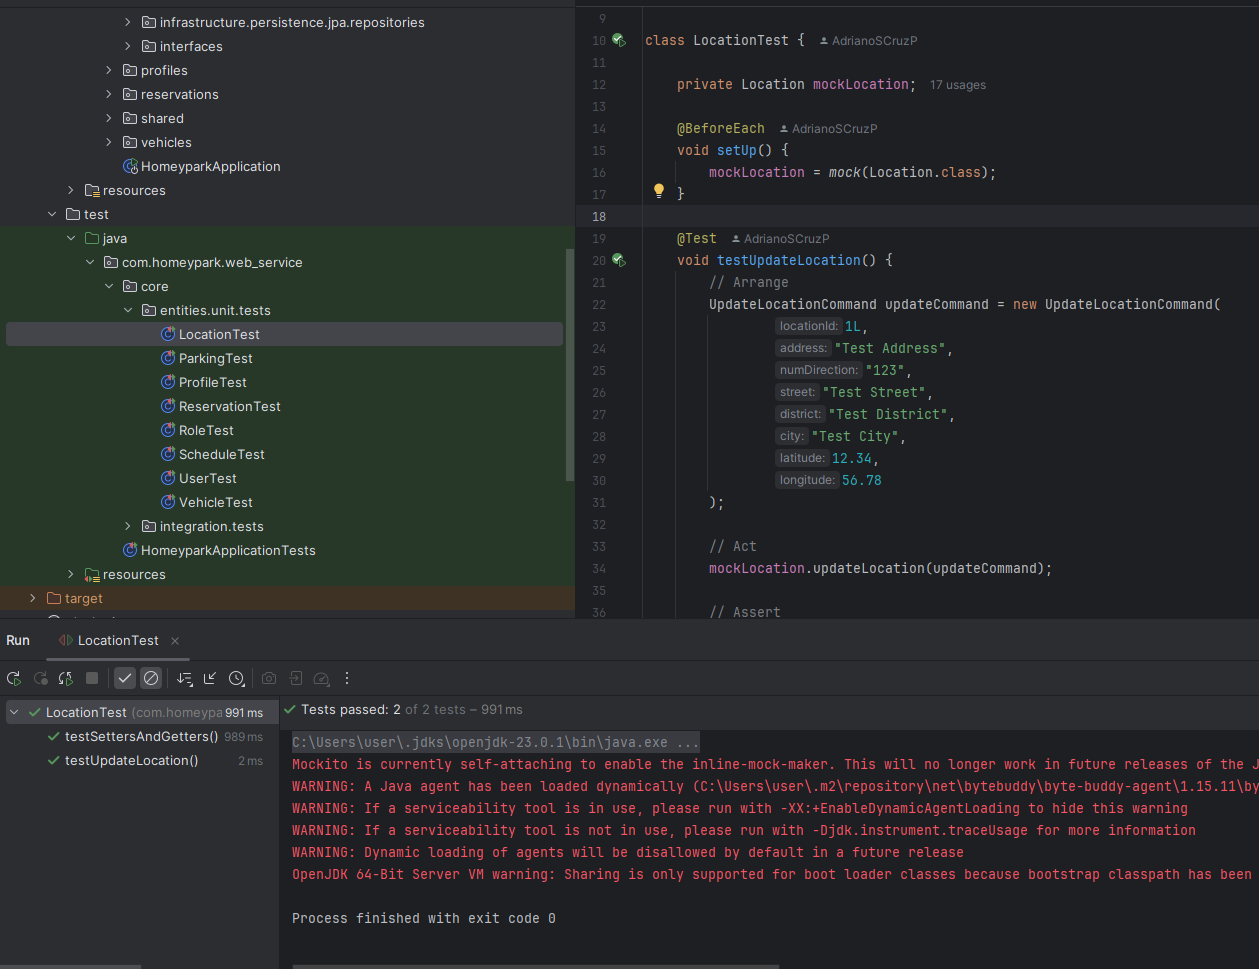 infrastructure.persistence.jpa.repositories
interfaces
profiles
reservations
shared
vehicles
HomeyparkApplication
resources
test
java
com.homeypark.web_service
core
entities.unit.tests
LocationTest
ParkingTest
ProfileTest
ReservationTest
RoleTest
ScheduleTest
UserTest
VehicleTest
integration.tests
HomeyparkApplicationTests
resources
target
9
10 class LocationTest { AdrianoSCruzP
11
12 private Location mockLocation; 17 usages
13
14 @BeforeEach AdrianoSCruzP
15 void setUp() {
16 mockLocation = mock(Location.class);
17 }
18
19 @Test AdrianoSCruzP
20 void testUpdateLocation() {
21 // Arrange
22 UpdateLocationCommand updateCommand = new UpdateLocationCommand(
23 locationId: 1L,
24 address: "Test Address",
25 numDirection: "123",
26 street: "Test Street",
27 district: "Test District",
28 city: "Test City",
29 latitude: 12.34,
30 longitude: 56.78
31 );
32
33 // Act
34 mockLocation.updateLocation(updateCommand);
35
36 // Assert
Run LocationTest
LocationTest (com.homeypa 991 ms
testSettersAndGetters() 989 ms
testUpdateLocation() 2 ms
Tests passed: 2 of 2 tests – 991 ms
C:\Users\user\.jdks\openjdk-23.0.1\bin\java.exe ...
Mockito is currently self-attaching to enable the inline-mock-maker. This will no longer work in future releases of the J
WARNING: A Java agent has been loaded dynamically (C:\Users\user\.m2\repository\net\bytebuddy\byte-buddy-agent\1.15.11\by
WARNING: If a serviceability tool is in use, please run with -XX:+EnableDynamicAgentLoading to hide this warning
WARNING: If a serviceability tool is not in use, please run with -Djdk.instrument.traceUsage for more information
WARNING: Dynamic loading of agents will be disallowed by default in a future release
OpenJDK 64-Bit Server VM warning: Sharing is only supported for boot loader classes because bootstrap classpath has been
Process finished with exit code 0